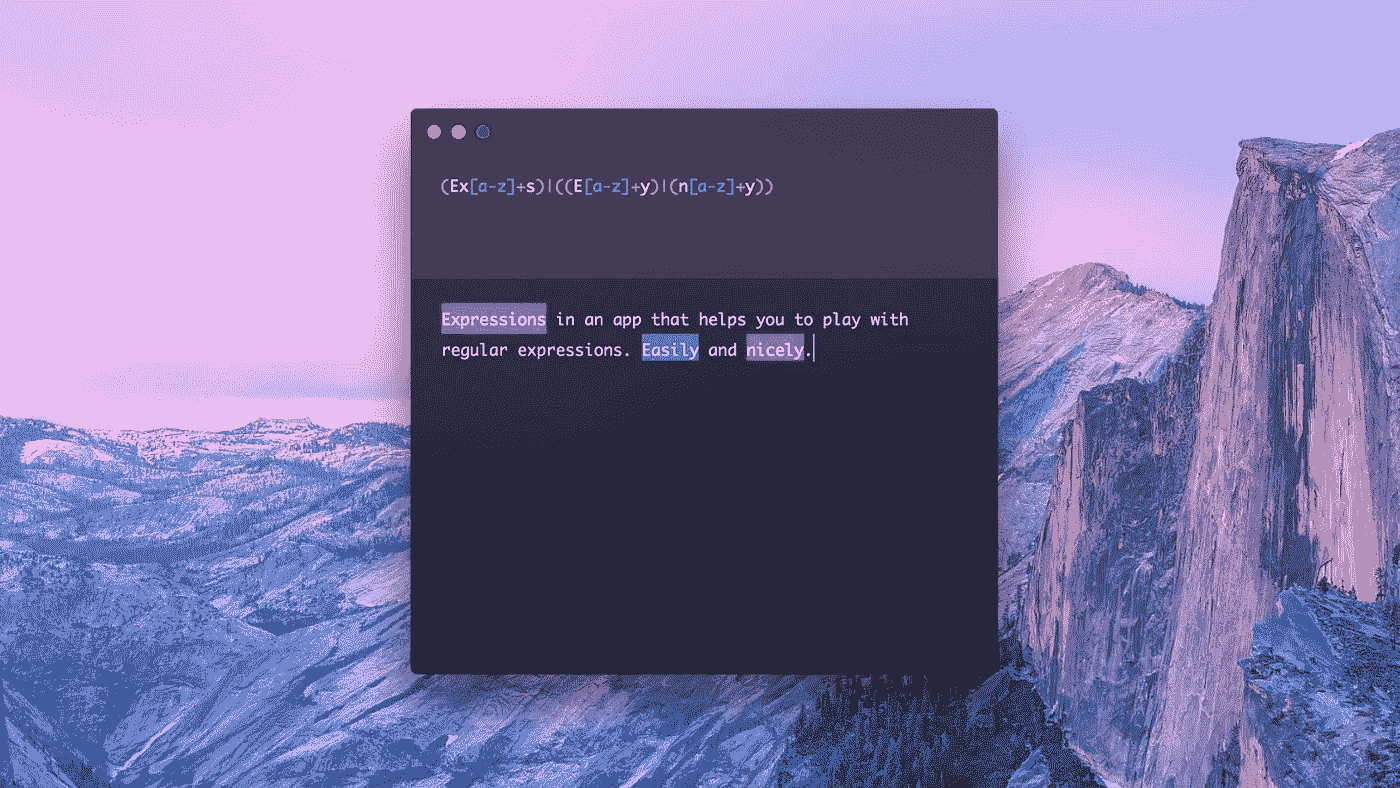 (Ex[a-z]+s)|((E[a-z]+y)|(n[a-z]+y))
Expressions in an app that helps you to play with
regular expressions. Easily and nicely.